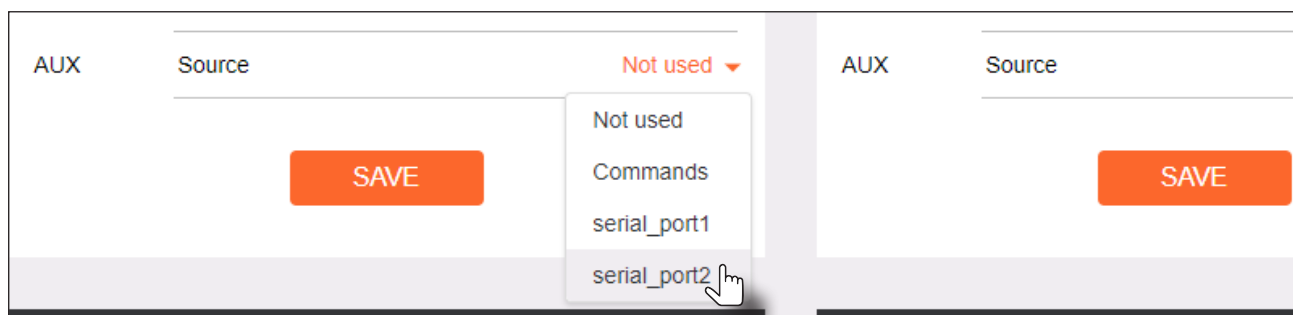 AUX Source Not used
Not used
Commands
serial_port1
serial_port2
SAVE
AUX Source
SAVE